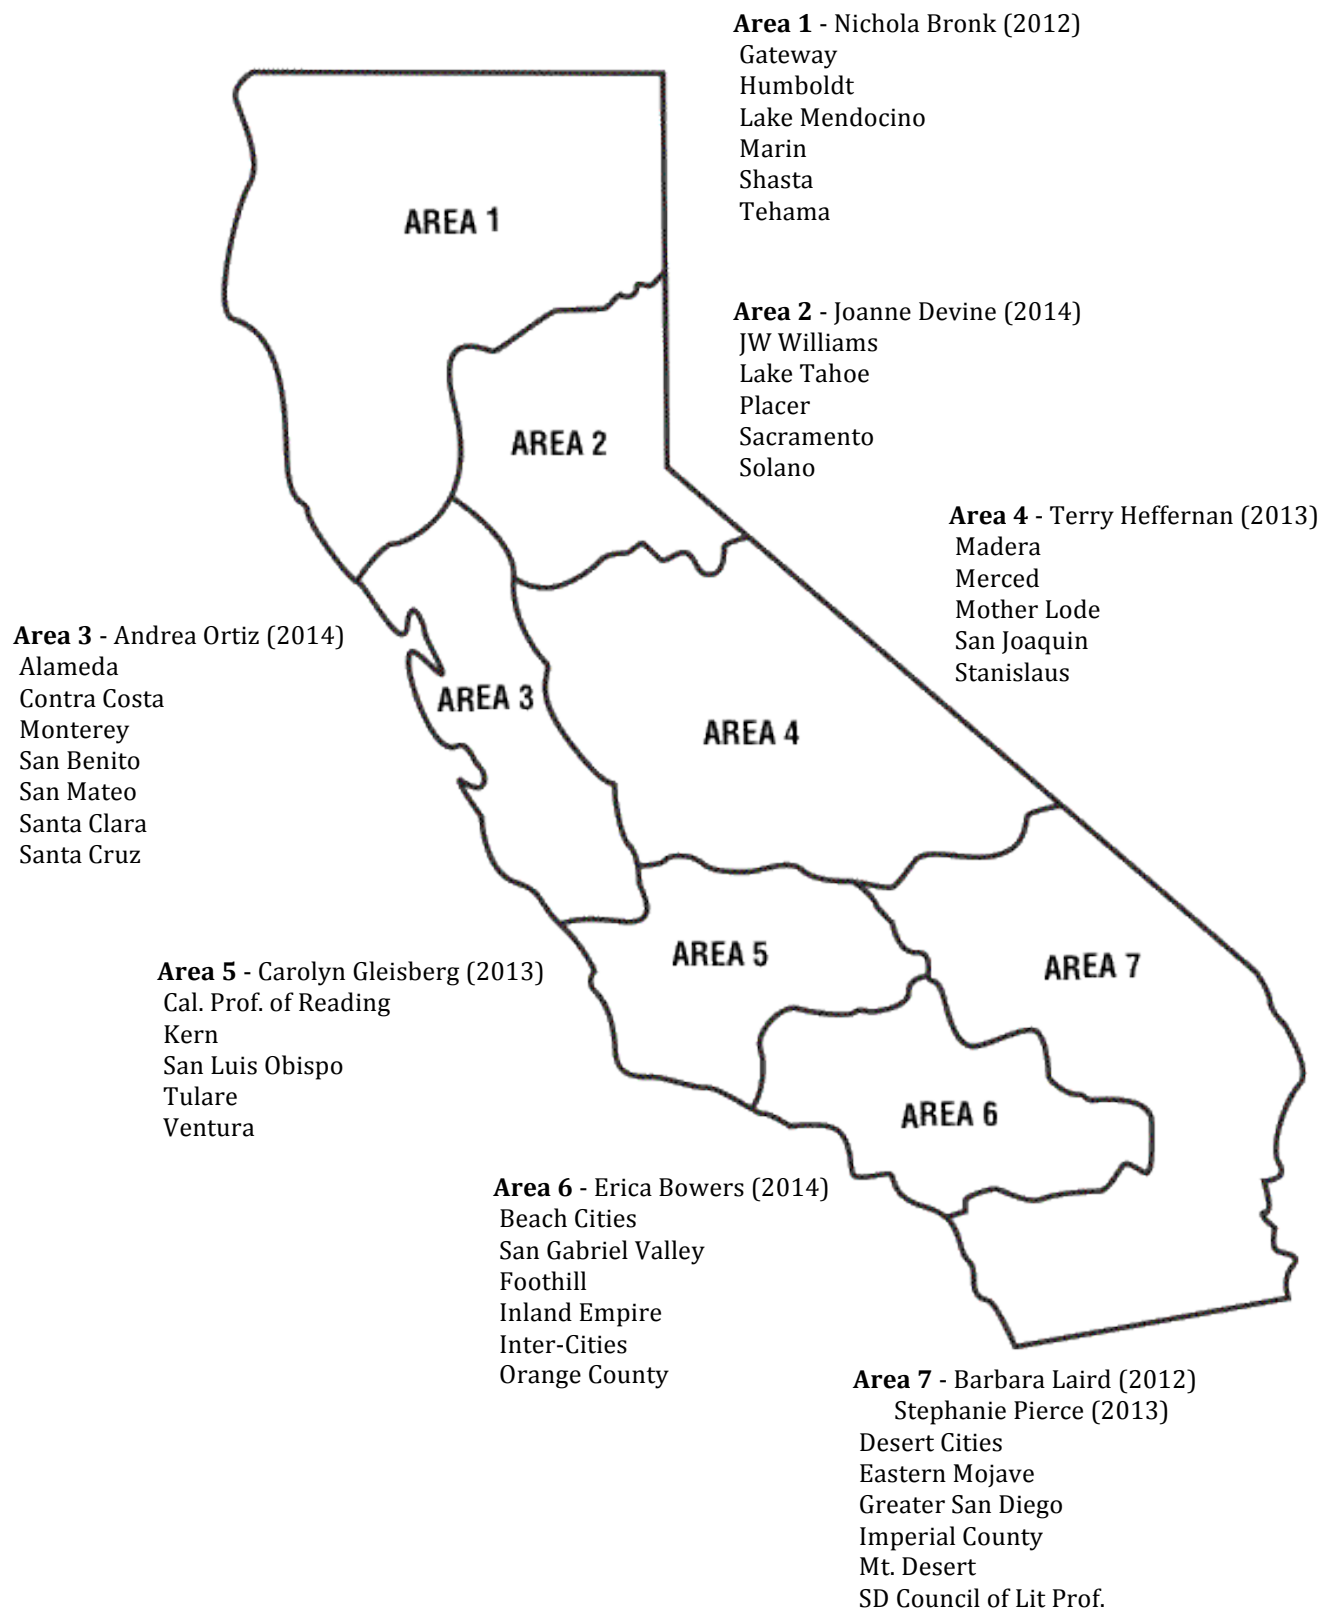 Area 1 - Nichola Bronk (2012)
Gateway
Humboldt
Lake Mendocino
Marin
Shasta
Tehama
AREA 1
Area 2 - Joanne Devine (2014)
JW Williams
Lake Tahoe
Placer
Sacramento
Solano
AREA 2
Area 4 - Terry Heffernan (2013)
Madera
Merced
Mother Lode
San Joaquin
Stanislaus
Area 3 - Andrea Ortiz (2014)
Alameda
Contra Costa
Monterey
San Benito
San Mateo
Santa Clara
Santa Cruz
AREA 3
AREA 4
AREA 5
AREA 7
Area 5 - Carolyn Gleisberg (2013)
Cal. Prof. of Reading
Kern
San Luis Obispo
Tulare
Ventura
AREA 6
Area 6 - Erica Bowers (2014)
Beach Cities
San Gabriel Valley
Foothill
Inland Empire
Inter-Cities
Orange County
Area 7 - Barbara Laird (2012)
Stephanie Pierce (2013)
Desert Cities
Eastern Mojave
Greater San Diego
Imperial County
Mt. Desert
SD Council of Lit Prof.